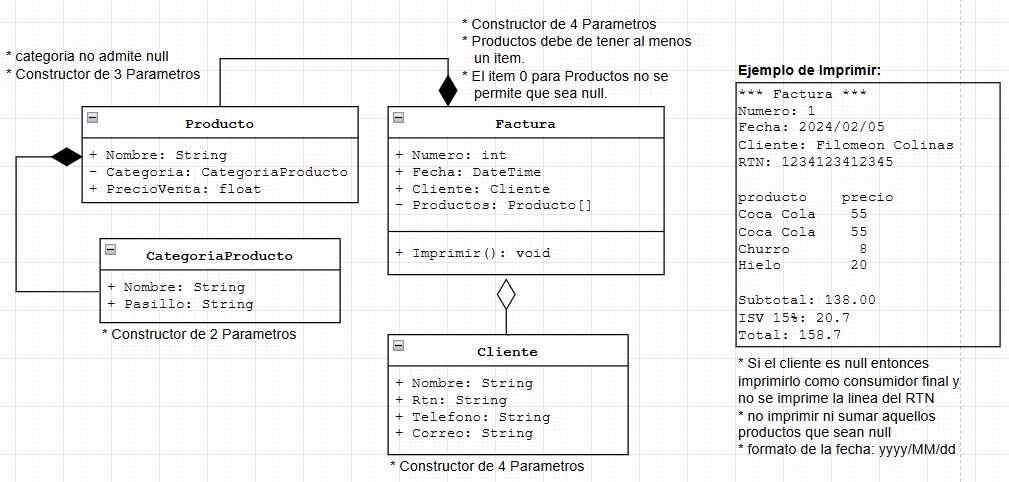 * categoria no admite null
* Constructor de 3 Parametros
* Constructor de 4 Parametros
* Productos debe de tener al menos
un item.
* El item 0 para Productos no se
permite que sea null.
Producto
+ Nombre: String
- Categoria: CategoriaProducto
+ PrecioVenta: float
Factura
+ Numero: int
+ Fecha: DateTime
+ Cliente: Cliente
- Productos: Producto[]
+ Imprimir(): void
CategoriaProducto
+ Nombre: String
+ Pasillo: String
* Constructor de 2 Parametros
Cliente
+ Nombre: String
+ Rtn: String
+ Telefono: String
+ Correo: String
* Constructor de 4 Parametros
Ejemplo de Imprimir:
*** Factura ***
Numero: 1
Fecha: 2024/02/05
Cliente: Filomeon Colinas
RTN: 1234123412345
producto precio
Coca Cola 55
Coca Cola 55
Churro 8
Hielo 20
Subtotal: 138.00
ISV 15%: 20.7
Total: 158.7
* Si el cliente es null entonces
imprimirlo como consumidor final y
no se imprime la linea del RTN
* no imprimir ni sumar aquellos
productos que sean null
* formato de la fecha: yyyy/MM/dd